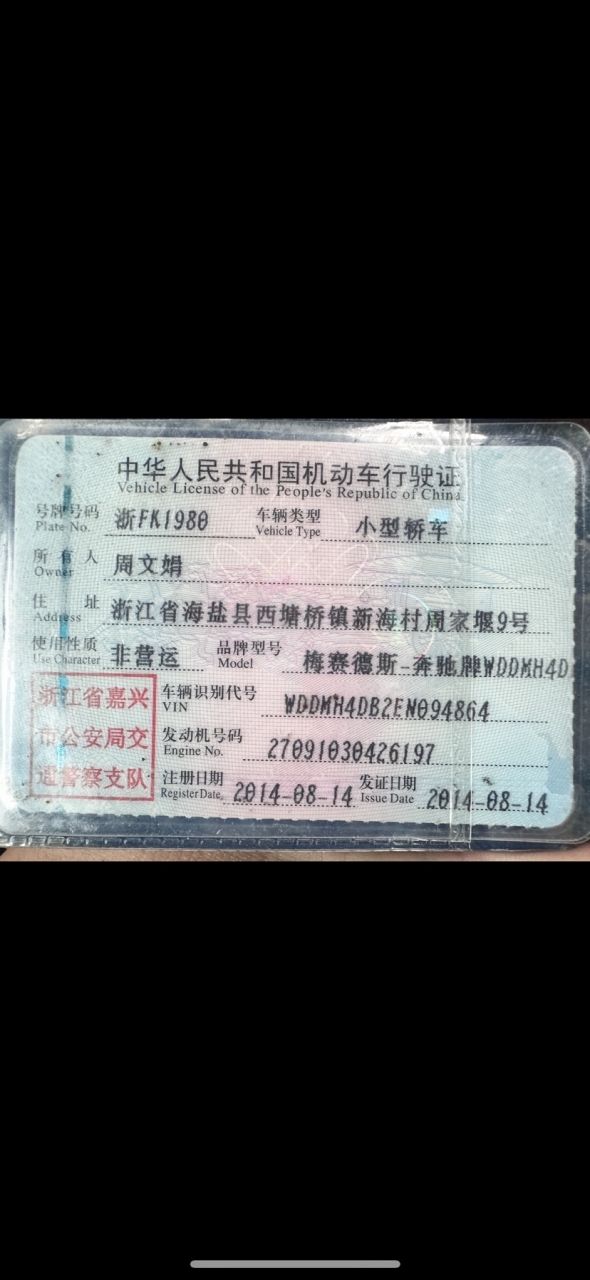 中华人民共和国机动车行驶证
Vehicle License of the People's Republic of China
号牌号码 浙FK1980 车辆类型 小型轿车
Plate No. Vehicle Type
所有人 周文娟
Owner
住址 浙江省海盐县西塘桥镇新海村周家堰9号
Address
使用性质 非营运 品牌型号 梅赛德斯-奔驰牌WDDMH4D
Use Character Model
浙江省嘉兴
市公安局交
通警察支队
车辆识别代号 WDDMH4DB2EN094864
VIN
发动机号码 27091030426197
Engine No.
注册日期 2014-08-14 发证日期 2014-08-14
Register Date Issue Date